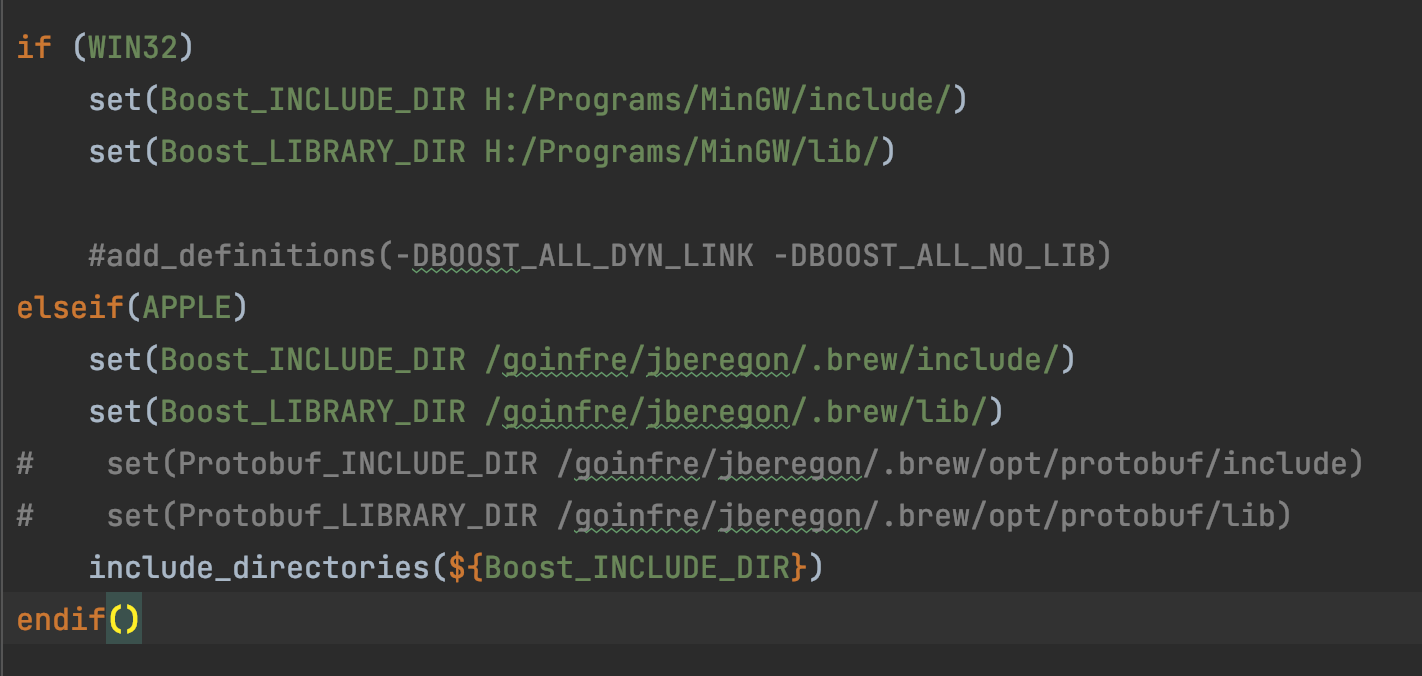 if (WIN32)
    set(Boost_INCLUDE_DIR H:/Programs/MinGW/include/)
    set(Boost_LIBRARY_DIR H:/Programs/MinGW/lib/)
    #add_definitions(-DBOOST_ALL_DYN_LINK -DBOOST_ALL_NO_LIB)
elseif(APPLE)
    set(Boost_INCLUDE_DIR /goinfre/jberegon/.brew/include/)
    set(Boost_LIBRARY_DIR /goinfre/jberegon/.brew/lib/)
#    set(Protobuf_INCLUDE_DIR /goinfre/jberegon/.brew/opt/protobuf/include)
#    set(Protobuf_LIBRARY_DIR /goinfre/jberegon/.brew/opt/protobuf/lib)
    include_directories(${Boost_INCLUDE_DIR})
endif()